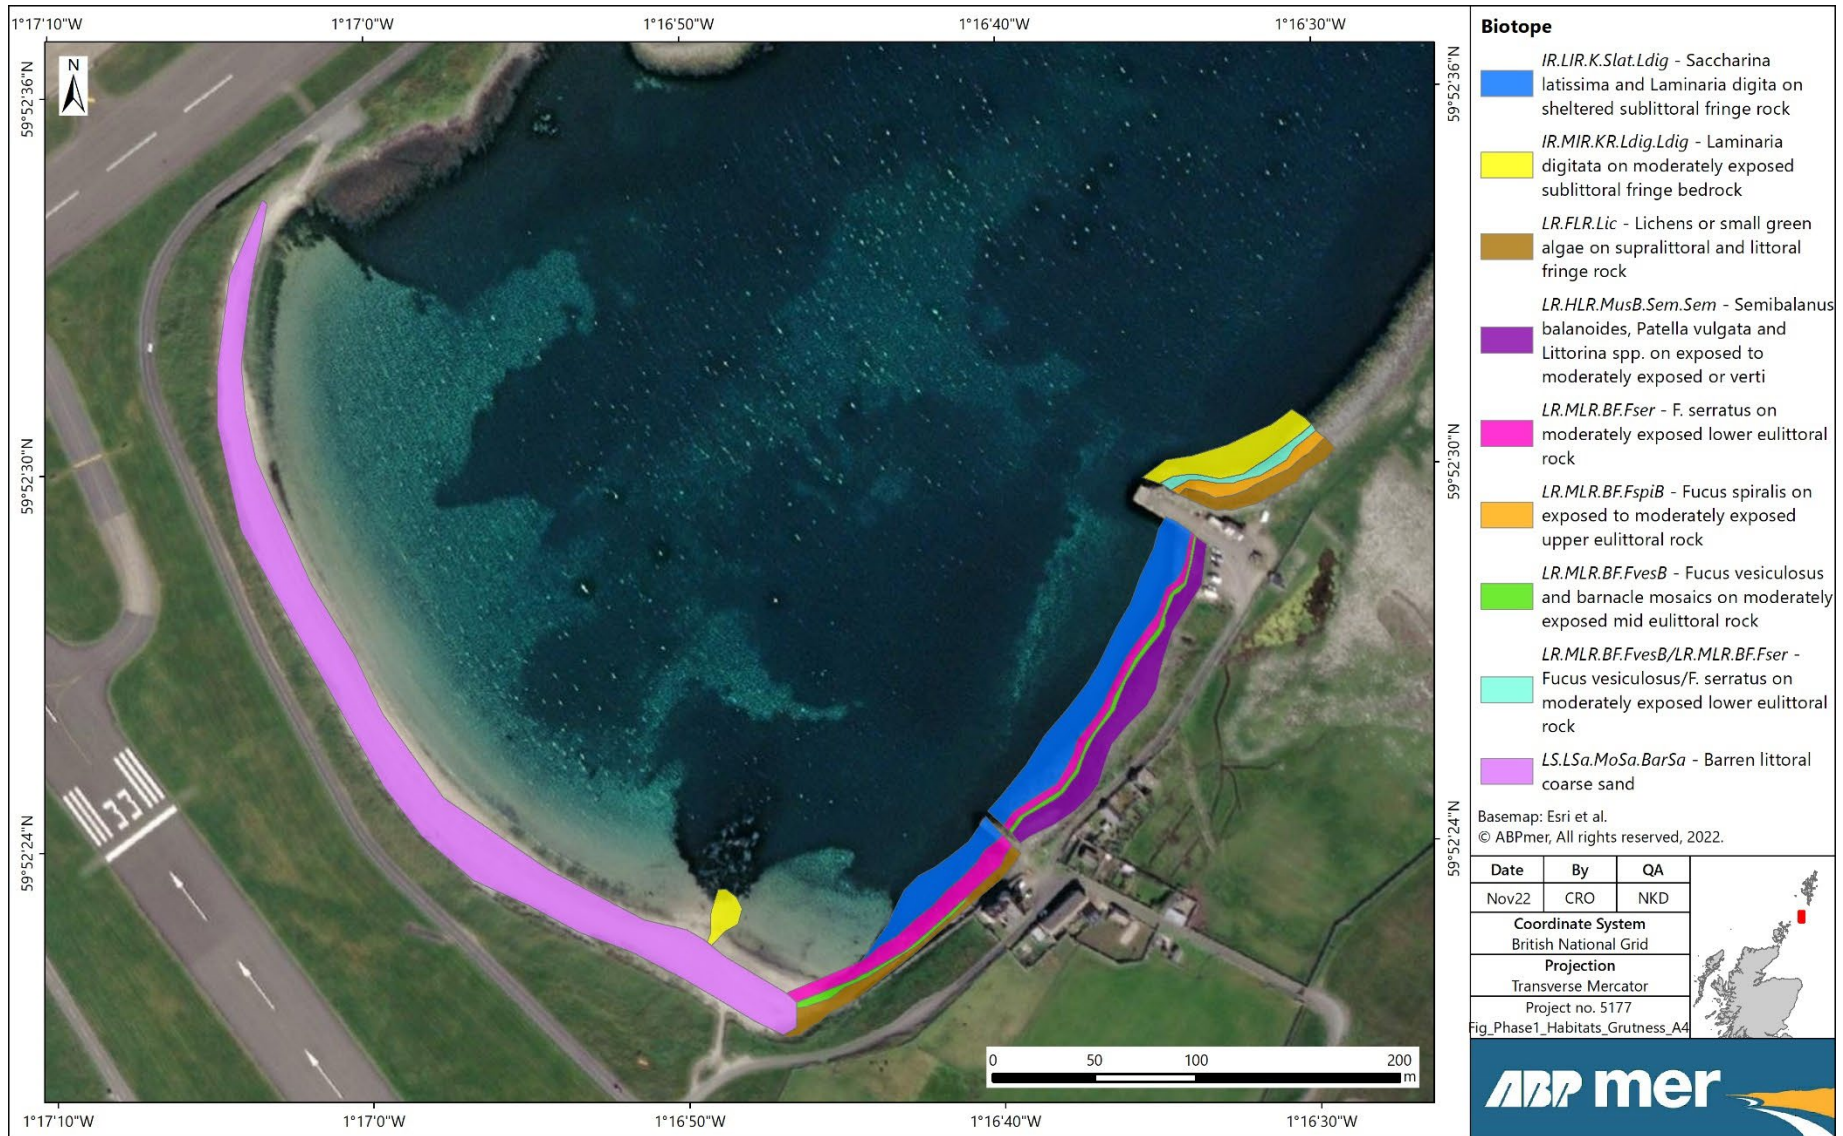 1°17'10"W
1°17'0"W
1°16'50"W
1°16'40"W
1°16'30"W
N
59°52'36"N
59°52'36"N
59°52'30"N
59°52'30"N
59°52'24"N
59°52'24"N
33
0 50 100 200
m
1°17'10"W
1°17'0"W
1°16'50"W
1°16'40"W
1°16'30"W
Biotope
IR.LIR.K.Slat.Ldig - Saccharina
latissima and Laminaria digita on
sheltered sublittoral fringe rock
IR.MIR.KR.Ldig.Ldig - Laminaria
digitata on moderately exposed
sublittoral fringe bedrock
LR.FLR.Lic - Lichens or small green
algae on supralittoral and littoral
fringe rock
LR.HLR.MusB.Sem.Sem - Semibalanus
balanoides, Patella vulgata and
Littorina spp. on exposed to
moderately exposed or verti
LR.MLR.BF.Fser - F. serratus on
moderately exposed lower eulittoral
rock
LR.MLR.BF.FspiB - Fucus spiralis on
exposed to moderately exposed
upper eulittoral rock
LR.MLR.BF.FvesB - Fucus vesiculosus
and barnacle mosaics on moderately
exposed mid eulittoral rock
LR.MLR.BF.FvesB/LR.MLR.BF.Fser -
Fucus vesiculosus/F. serratus on
moderately exposed lower eulittoral
rock
LS.LSa.MoSa.BarSa - Barren littoral
coarse sand
Basemap: Esri et al.
© ABPmer, All rights reserved, 2022.
Date By QA
Nov22 CRO NKD
Coordinate System
British National Grid
Projection
Transverse Mercator
Project no. 5177
Fig_Phase1_Habitats_Grutness_A4
ABP mer